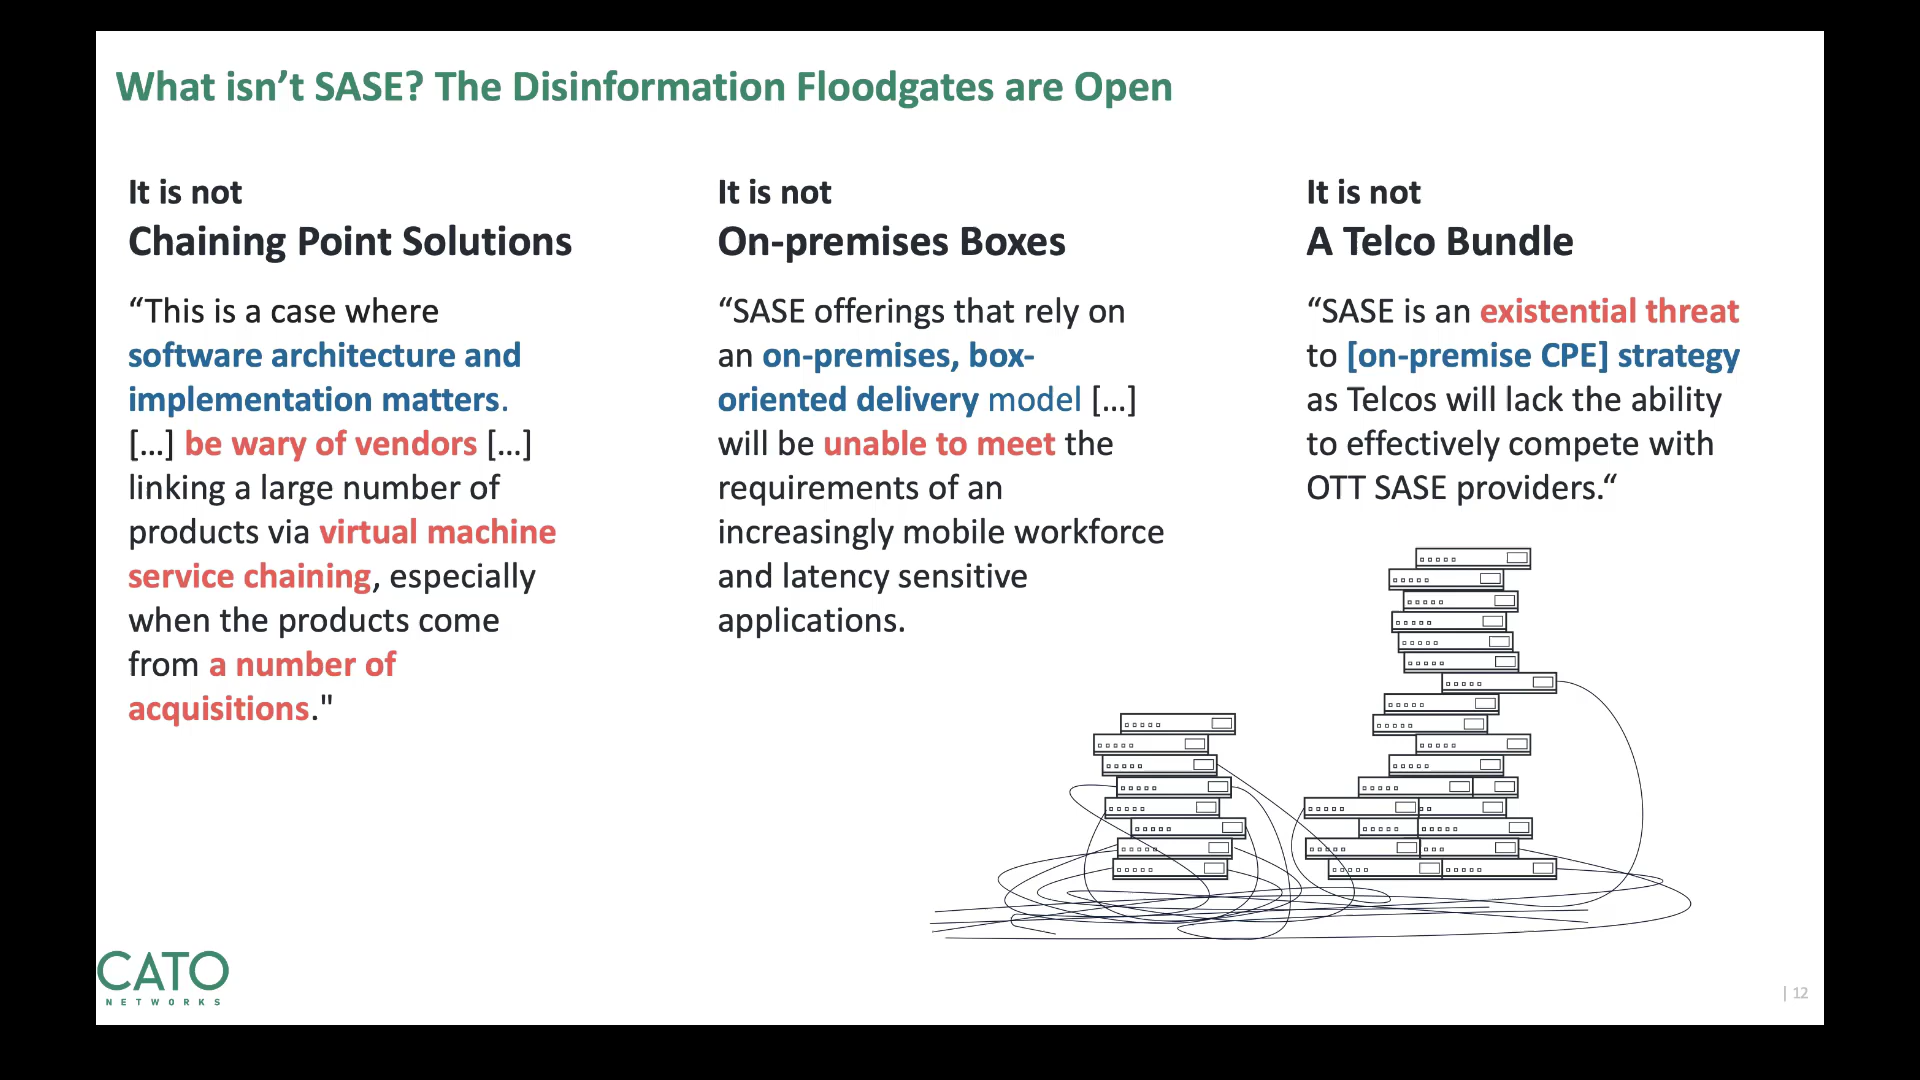 What isn’t SASE? The Disinformation Floodgates are Open
It is not
Chaining Point Solutions
“This is a case where
software architecture and
implementation matters.
[...] be wary of vendors [...]
linking a large number of
products via virtual machine
service chaining, especially
when the products come
from a number of
acquisitions."
It is not
On-premises Boxes
“SASE offerings that rely on
an on-premises, box-
oriented delivery model [...]
will be unable to meet the
requirements of an
increasingly mobile workforce
and latency sensitive
applications.
It is not
A Telco Bundle
“SASE is an existential threat
to [on-premise CPE] strategy
as Telcos will lack the ability
to effectively compete with
OTT SASE providers.“
CATO
NETWORKS
| 12